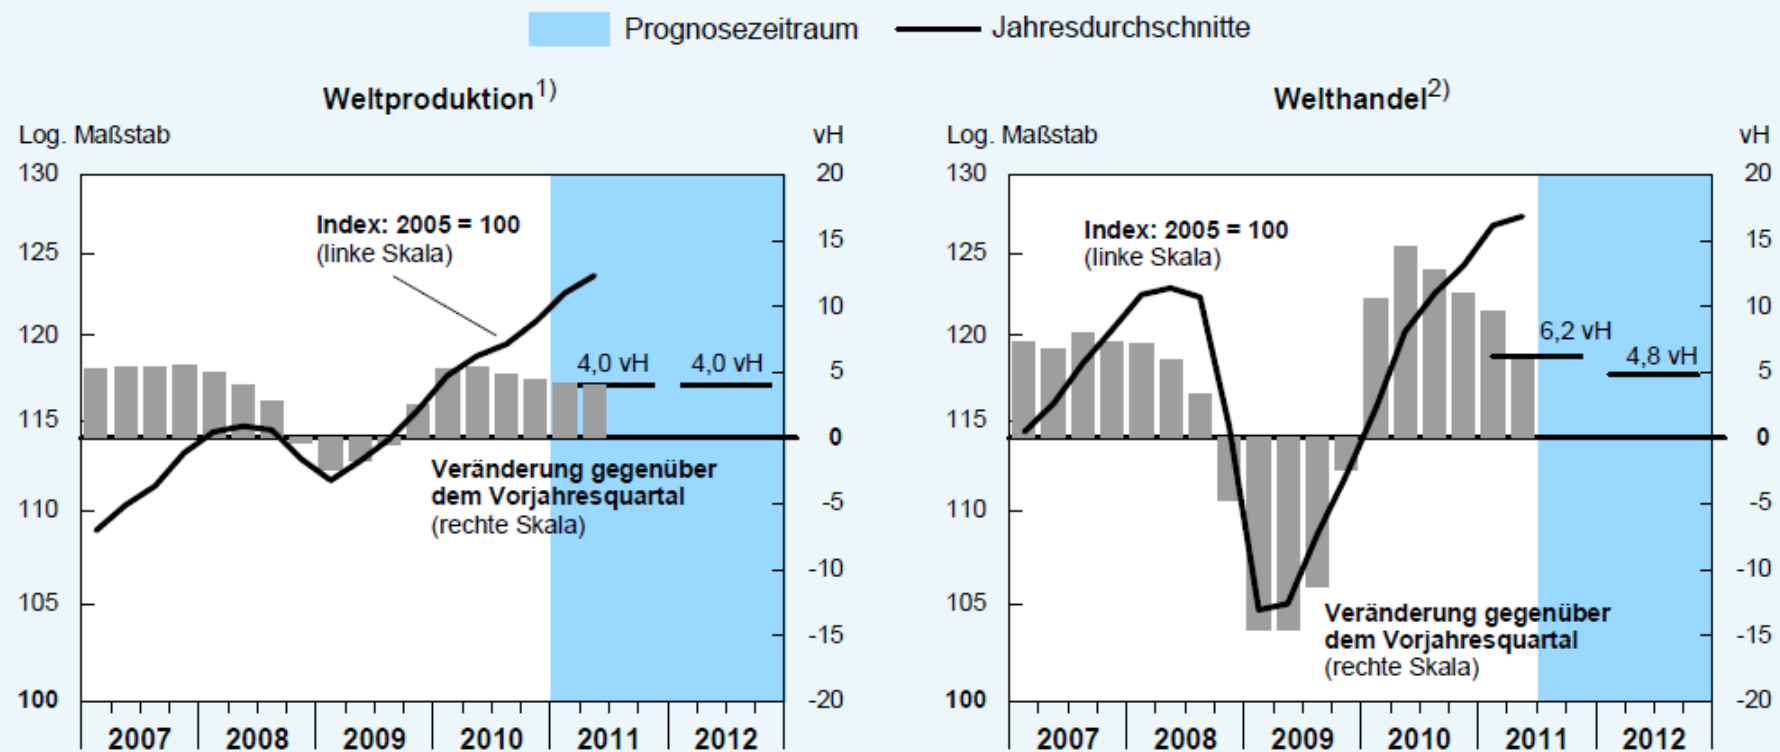 Prognosezeitraum
Jahresdurchschnitte
Weltproduktion1)
Log. Maßstab
vH
130
125
120
115
110
105
100
20
15
10
5
0
-5
-10
-15
-20
Index: 2005 = 100
(linke Skala)
4,0 vH
4,0 vH
Veränderung gegenüber
dem Vorjahresquartal
(rechte Skala)
2007
2008
2009
2010
2011
2012
Welthandel2)
Log. Maßstab
vH
130
125
120
115
110
105
100
20
15
10
5
0
-5
-10
-15
-20
Index: 2005 = 100
(linke Skala)
6,2 vH
4,8 vH
Veränderung gegenüber
dem Vorjahresquartal
(rechte Skala)
2007
2008
2009
2010
2011
2012